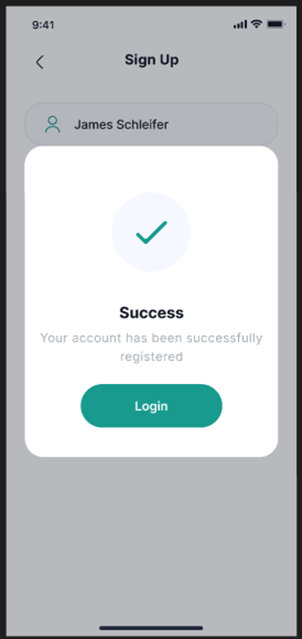 9:41
Sign Up
James Schleifer
Success
Your account has been successfully
registered
Login